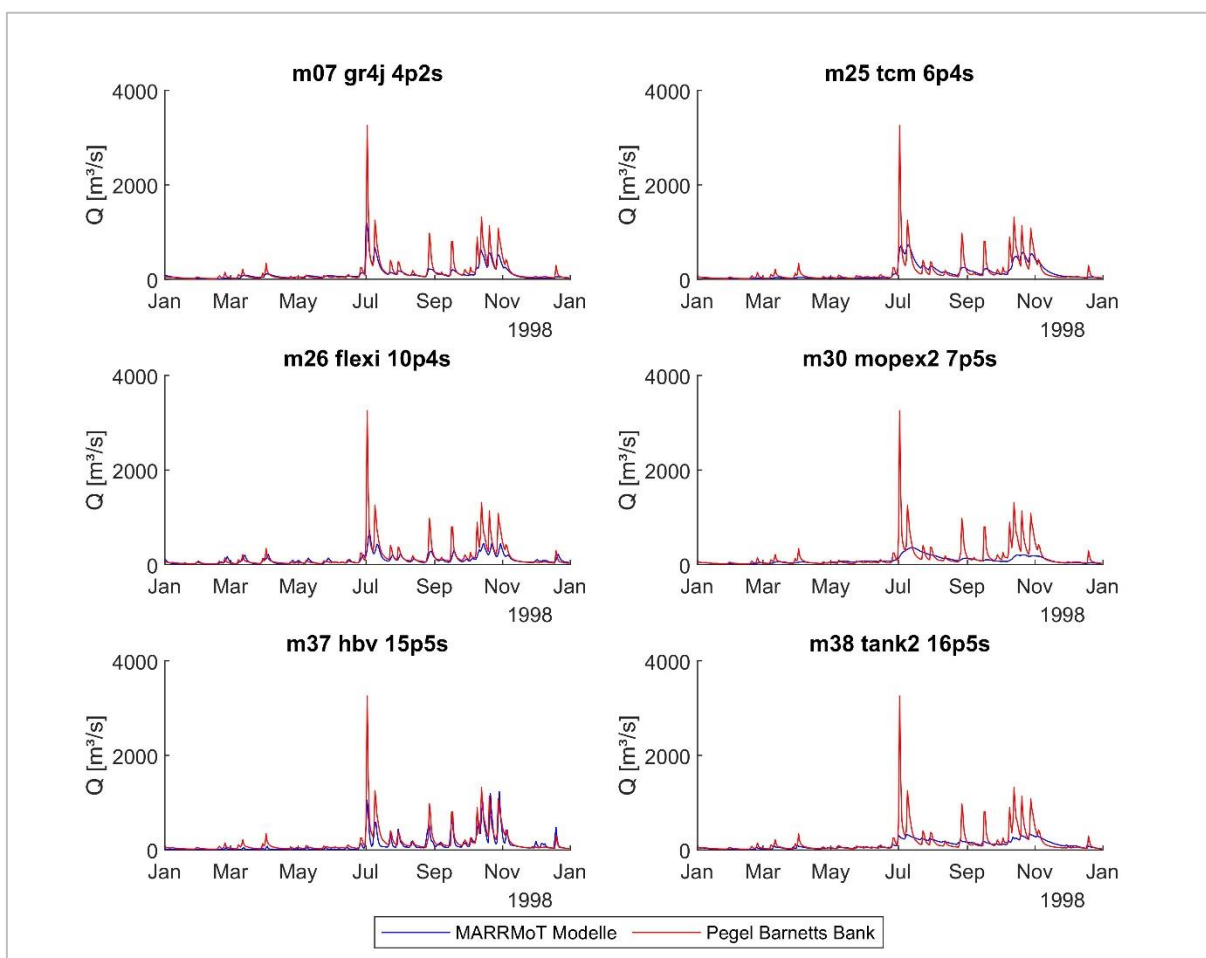 m07 gr4j 4p2s
4000
2000
0
Q [m³/s]
Jan Mar May Jul Sep Nov Jan
1998
m25 tcm 6p4s
4000
2000
0
Q [m³/s]
Jan Mar May Jul Sep Nov Jan
1998
m26 flexi 10p4s
4000
2000
0
Q [m³/s]
Jan Mar May Jul Sep Nov Jan
1998
m30 mopex2 7p5s
4000
2000
0
Q [m³/s]
Jan Mar May Jul Sep Nov Jan
1998
m37 hbv 15p5s
4000
2000
0
Q [m³/s]
Jan Mar May Jul Sep Nov Jan
1998
m38 tank2 16p5s
4000
2000
0
Q [m³/s]
Jan Mar May Jul Sep Nov Jan
1998
MARRMoT Modelle Pegel Barnetts Bank